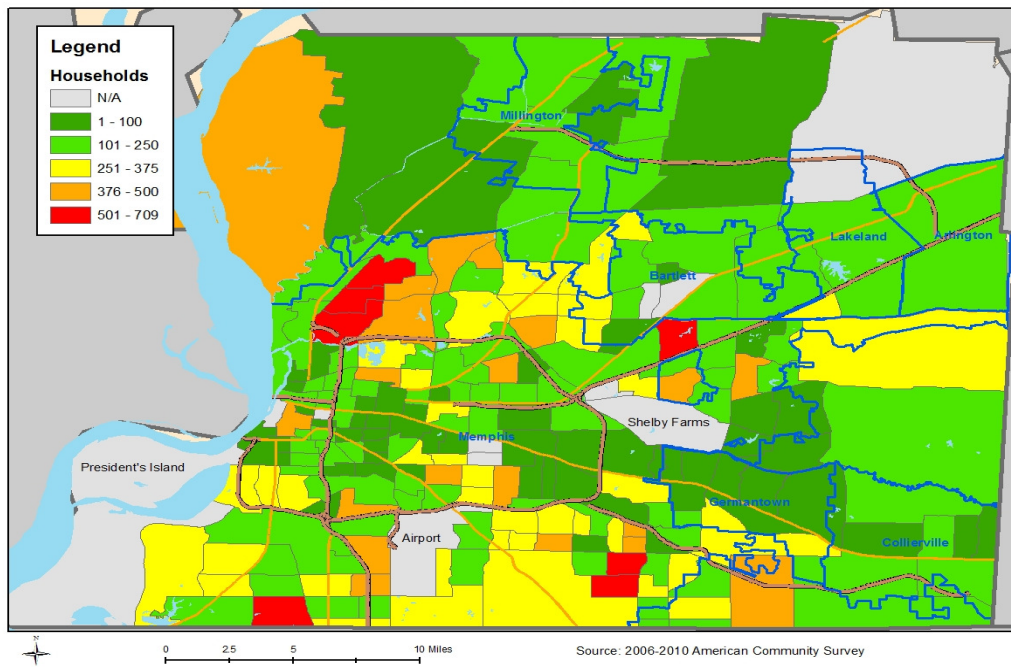 Legend
Households
N/A
1 - 100
101 - 250
251 - 375
376 - 500
501 - 709
Millington
Lakeland
Arlington
Bartlett
Shelby Farms
Memphis
President's Island
Germantown
Airport
Collierville
N
0 2.5 5 10 Miles
Source: 2006-2010 American Community Survey